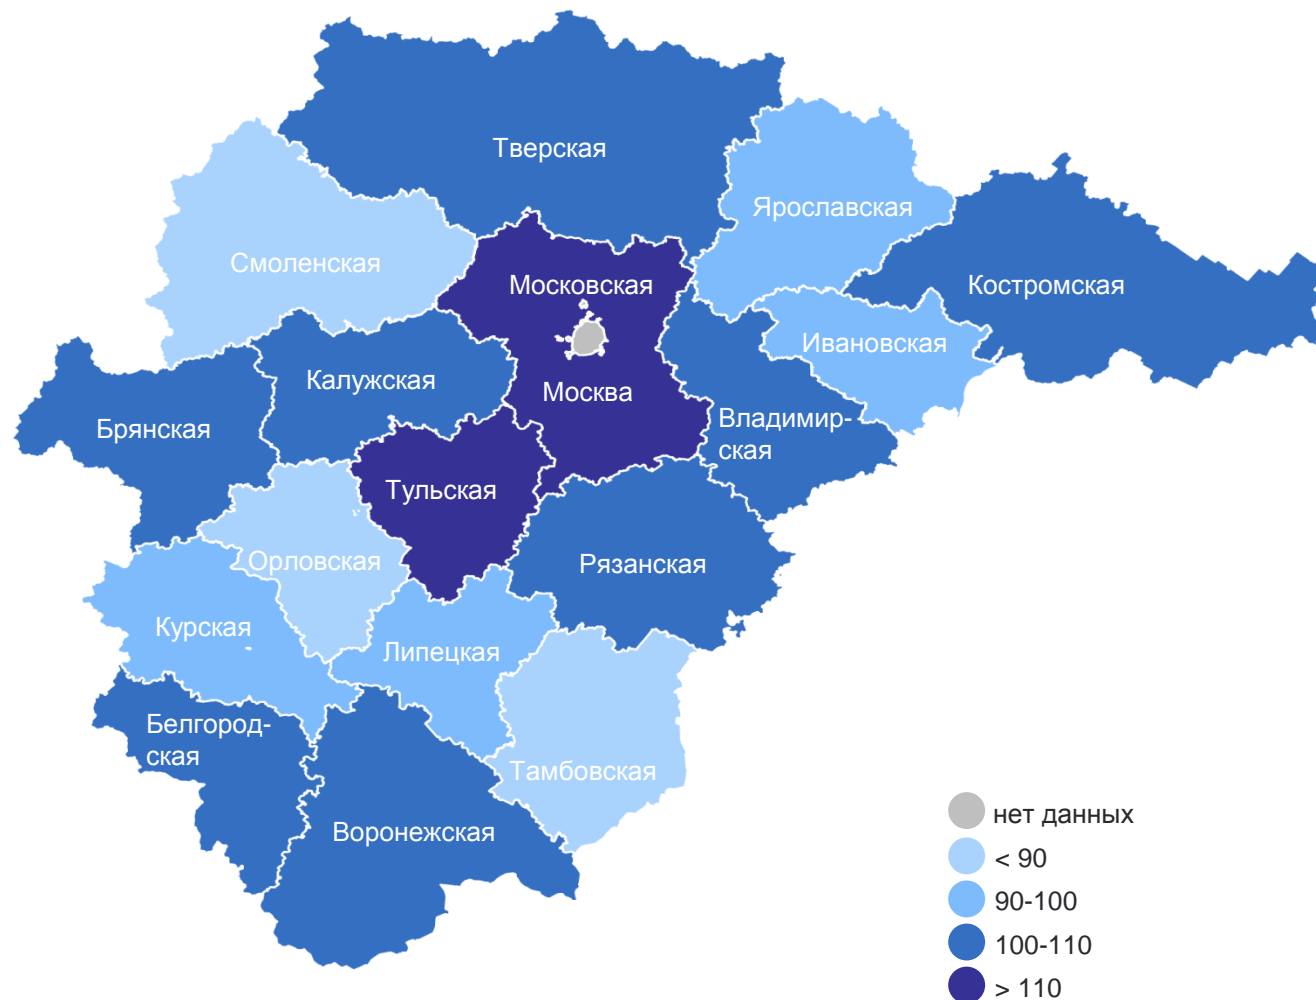 Тверская
Ярославская
Смоленская
Московская
Костромская
Ивановская
Калужская
Москва
Брянская
Владимир-
ская
Тульская
Орловская
Рязанская
Курская
Липецкая
Белгород-
ская
Тамбовская
Воронежская
нет данных
< 90
90-100
100-110
> 110